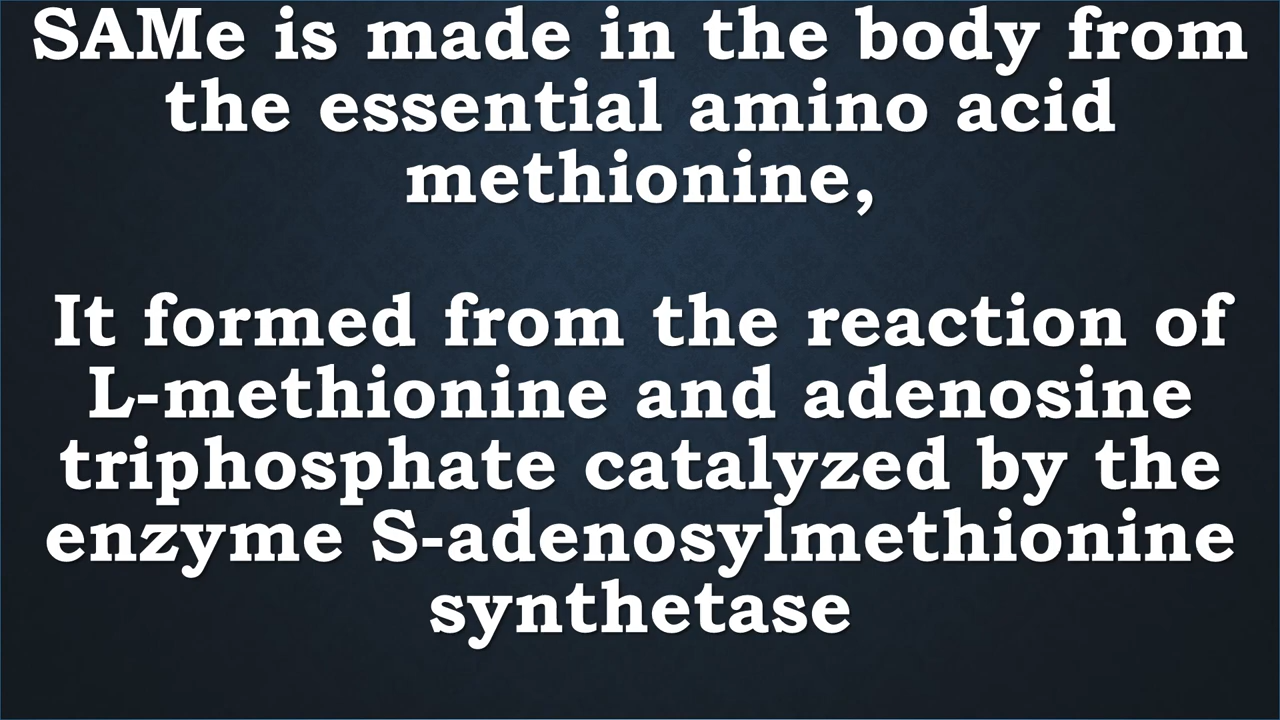 SAMe is made in the body from
the essential amino acid
methionine,
It formed from the reaction of
L-methionine and adenosine
triphosphate catalyzed by the
enzyme S-adenosylmethionine
synthetase